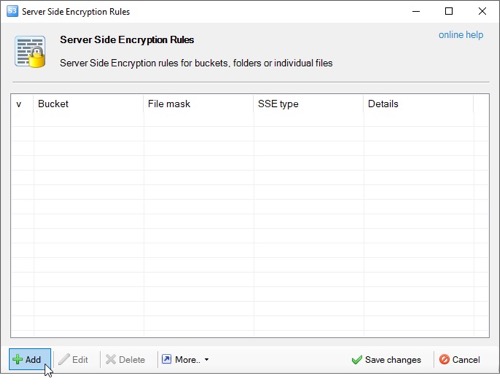 Server Side Encryption Rules
online help
Server Side Encryption Rules
Server Side Encryption rules for buckets, folders or individual files
v Bucket File mask SSE type Details
Add Edit Delete More.. Save changes Cancel